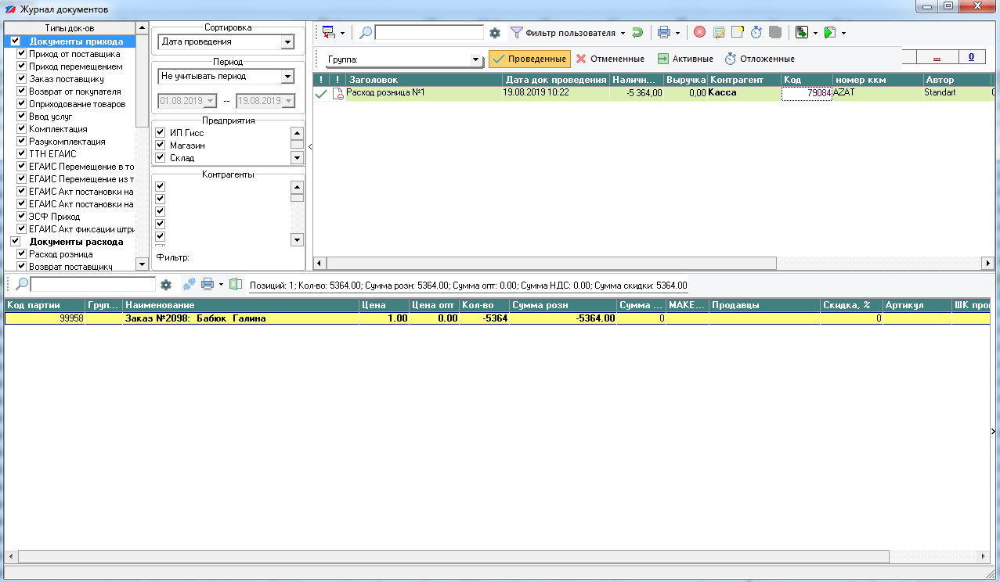 Журнал документов
Типы док-ов
Документы прихода
Приход от поставщика
Приход перемещением
Заказ поставщику
Возврат от покупателя
Оприходование товаров
Ввод услуг
Комплектация
Разукомплектация
ТТН ЕГАИС
ЕГАИС Перемещение в то
ЕГАИС Перемещение из т
ЕГАИС Акт постановки на
ЕГАИС Акт постановки на
ЭСФ Приход
ЕГАИС Акт фиксации штри
Документы расхода
Расход розница
Возврат поставщику
Сортировка
Дата проведения
Период
Не учитывать период
01.08.2019 -- 19.08.2019
Предприятия
ИП Гисс
Магазин
Склад
Контрагенты
Фильтр:
Фильтр пользователя
Группа: Проведенные Отмененные Активные Отложенные ... 0
! ! Заголовок Дата док проведения Наличн... Выручка Контрагент Код номер ккм Автор
Расход розница №1 19.08.2019 10:22 -5 364,00 0,00 Касса 79084 AZAT Standart 0
Позиций: 1; Кол-во: 5364.00; Сумма розн: 5364.00; Сумма опт: 0.00; Сумма НДС: 0.00; Сумма скидки: 5364.00
Код партии Груп... Наименование Цена Цена опт Кол-во Сумма розн Сумма ... MAKE... Продавцы Скидка, % Артикул ШК прои
99958 Заказ №2098: Бабюк Галина 1.00 0.00 -5364 -5364.00 0 0